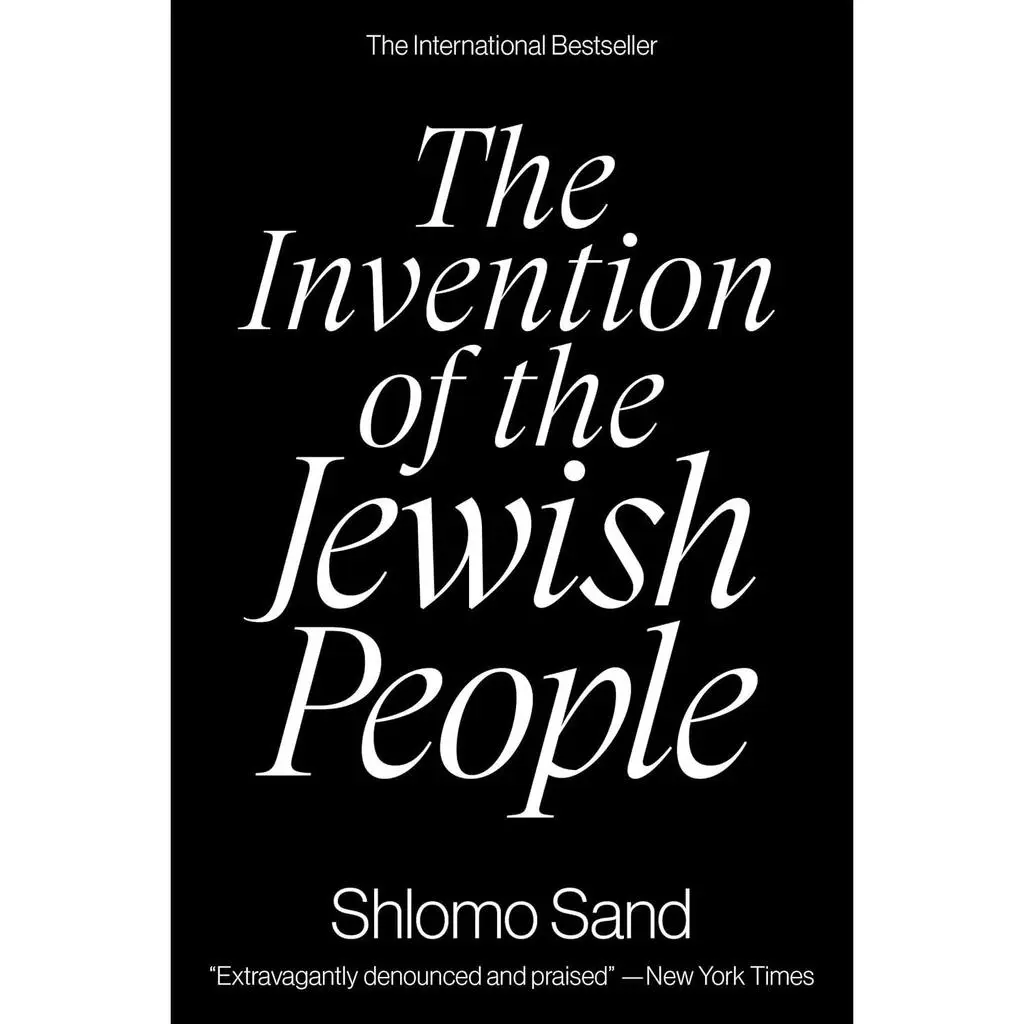 The International Bestseller
The
Invention
of the
Jewish
People
Shlomo Sand
“Extravagantly denounced and praised” —New York Times